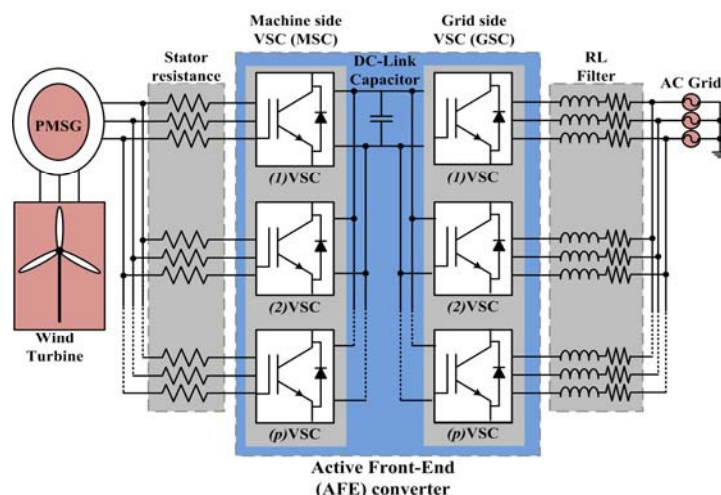 Machine side
VSC (MSC)
Grid side
VSC (GSC)
Stator
resistance
DC-Link
Capacitor
RL
Filter
AC Grid
PMSG
(1)VSC
(1)VSC
(2)VSC
(2)VSC
Wind
Turbine
(p)VSC
(p)VSC
Active Front-End
(AFE) converter